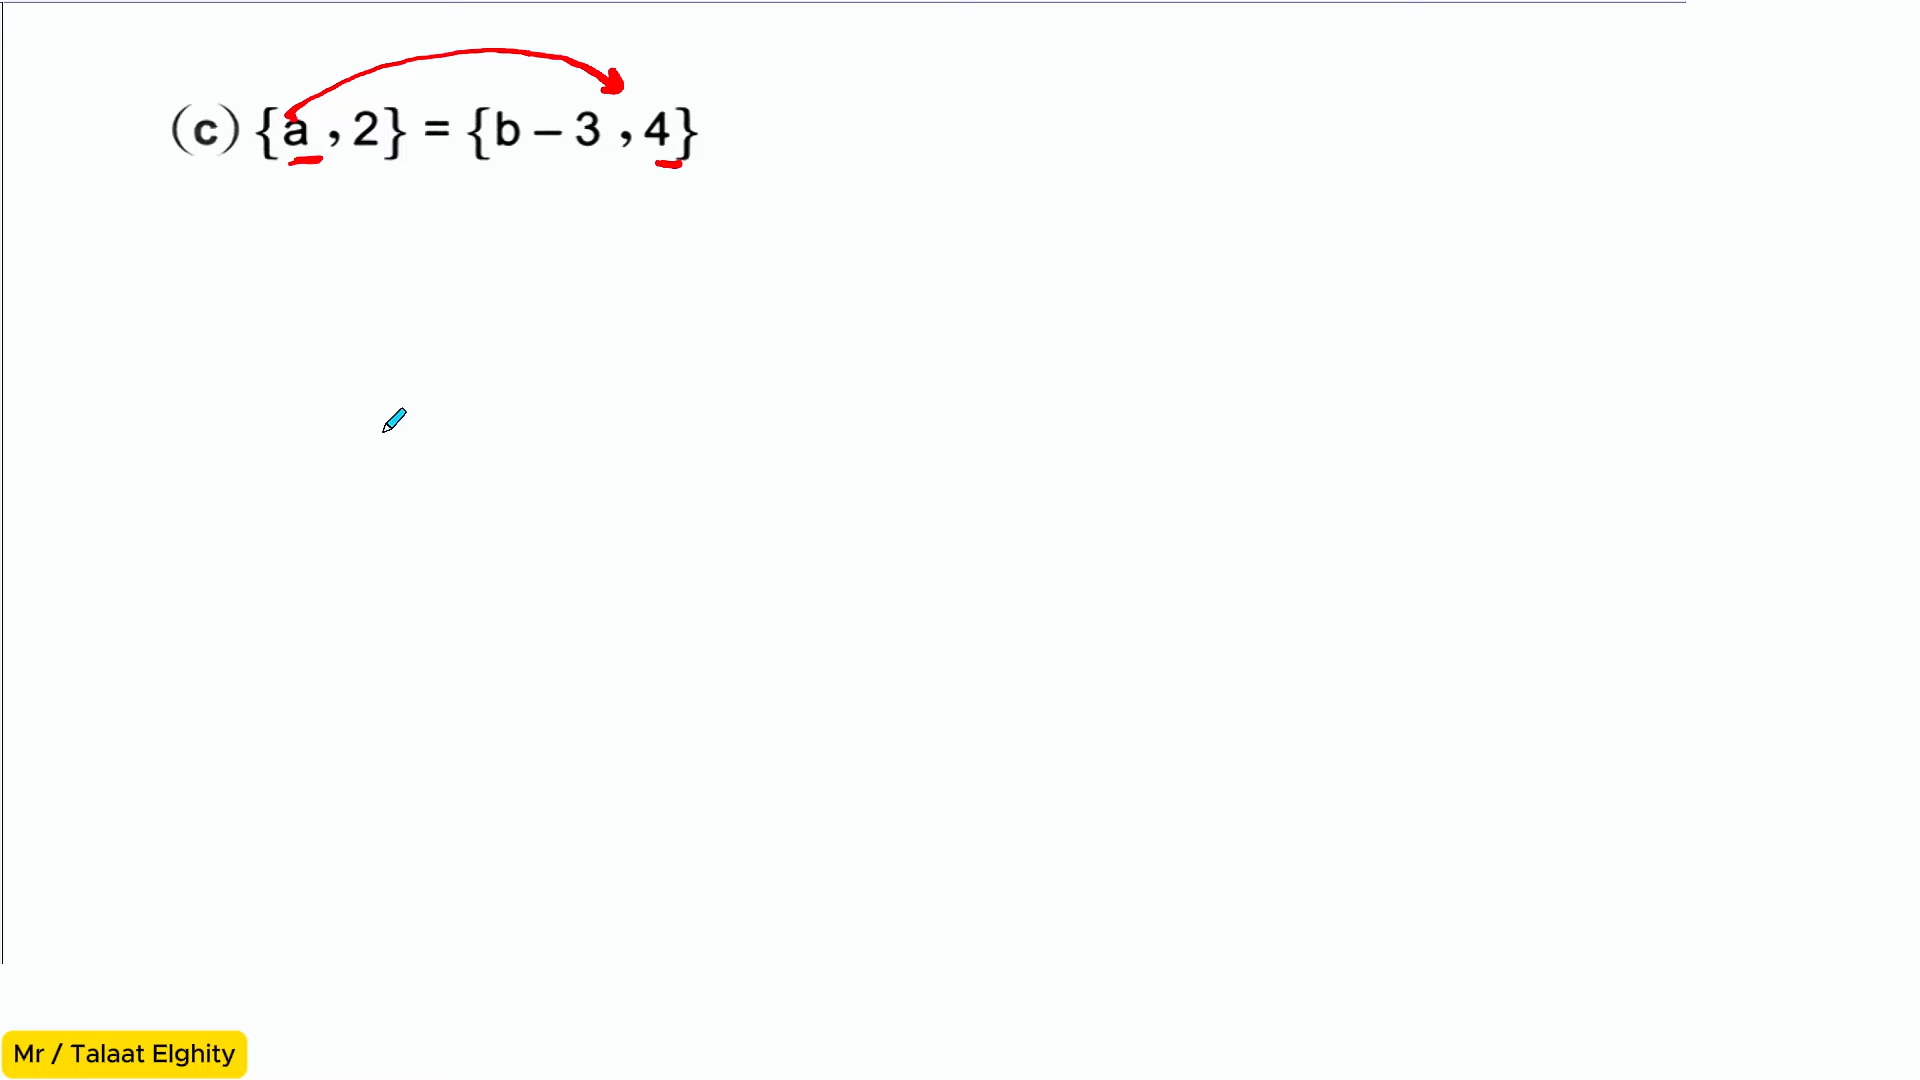 (c) {a , 2} = {b – 3 , 4}
Mr / Talaat Elghity